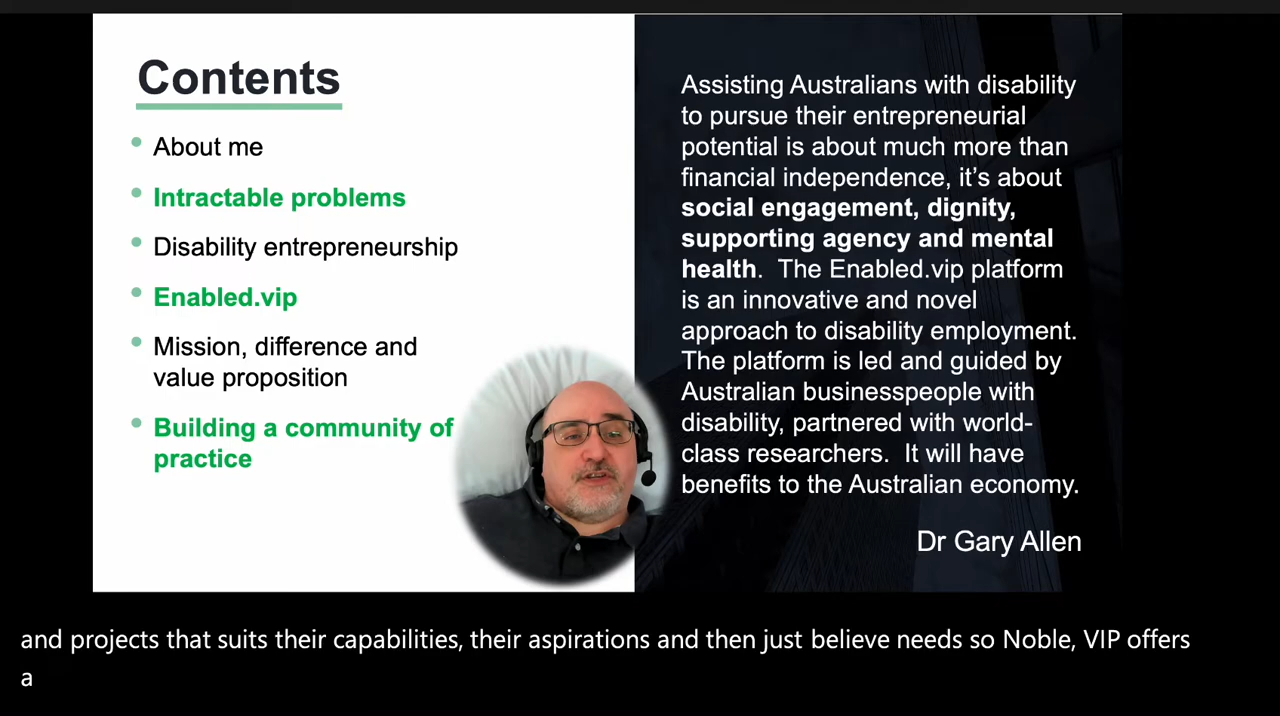 Contents
About me
Intractable problems
Disability entrepreneurship
Enabled.vip
Mission, difference and
value proposition
Building a community of
practice
Assisting Australians with disability
to pursue their entrepreneurial
potential is about much more than
financial independence, it’s about
social engagement, dignity,
supporting agency and mental
health. The Enabled.vip platform
is an innovative and novel
approach to disability employment.
The platform is led and guided by
Australian businesspeople with
disability, partnered with world-
class researchers. It will have
benefits to the Australian economy.
Dr Gary Allen
and projects that suits their capabilities, their aspirations and then just believe needs so Noble, VIP offers
a